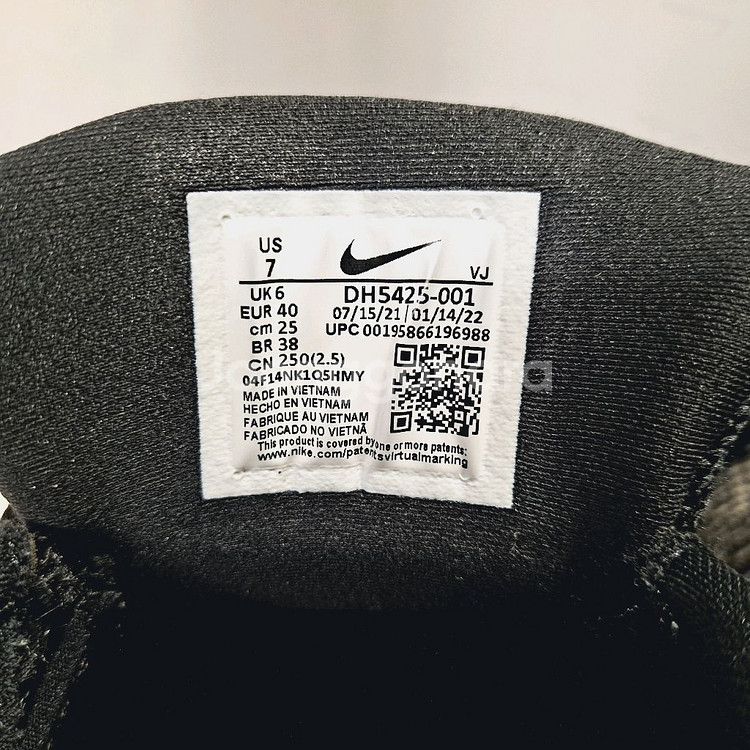 US
7
VJ
UK 6
EUR 40
cm 25
BR 38
CN 250(2.5)
DH5425-001
07/15/21 01/14/22
UPC 00195866196988
04F14NK1Q5HMY
MADE IN VIETNAM
HECHO EN VIETNAM
FABRIQUE AU VIETNAM
FABRICADO NO VIETNÃ
This product is covered by one or more patents:
www.nike.com/patentsvirtualmarking